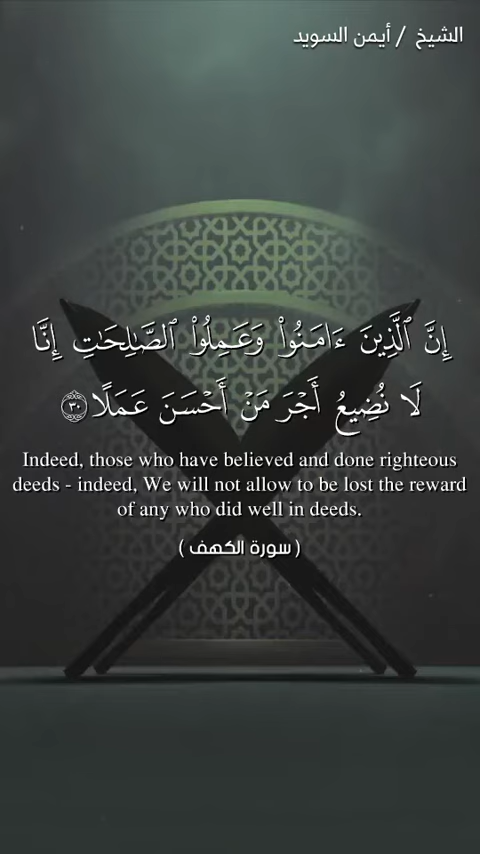 الشيخ / أيمن السويد
إِنَّ ٱلَّذِينَ ءَامَنُوا۟ وَعَمِلُوا۟ ٱلصَّـٰلِحَـٰتِ إِنَّا
لَا نُضِيعُ أَجْرَ مَنْ أَحْسَنَ عَمَلًا ٣٠
Indeed, those who have believed and done righteous
deeds - indeed, We will not allow to be lost the reward
of any who did well in deeds.
( سورة الكهف )